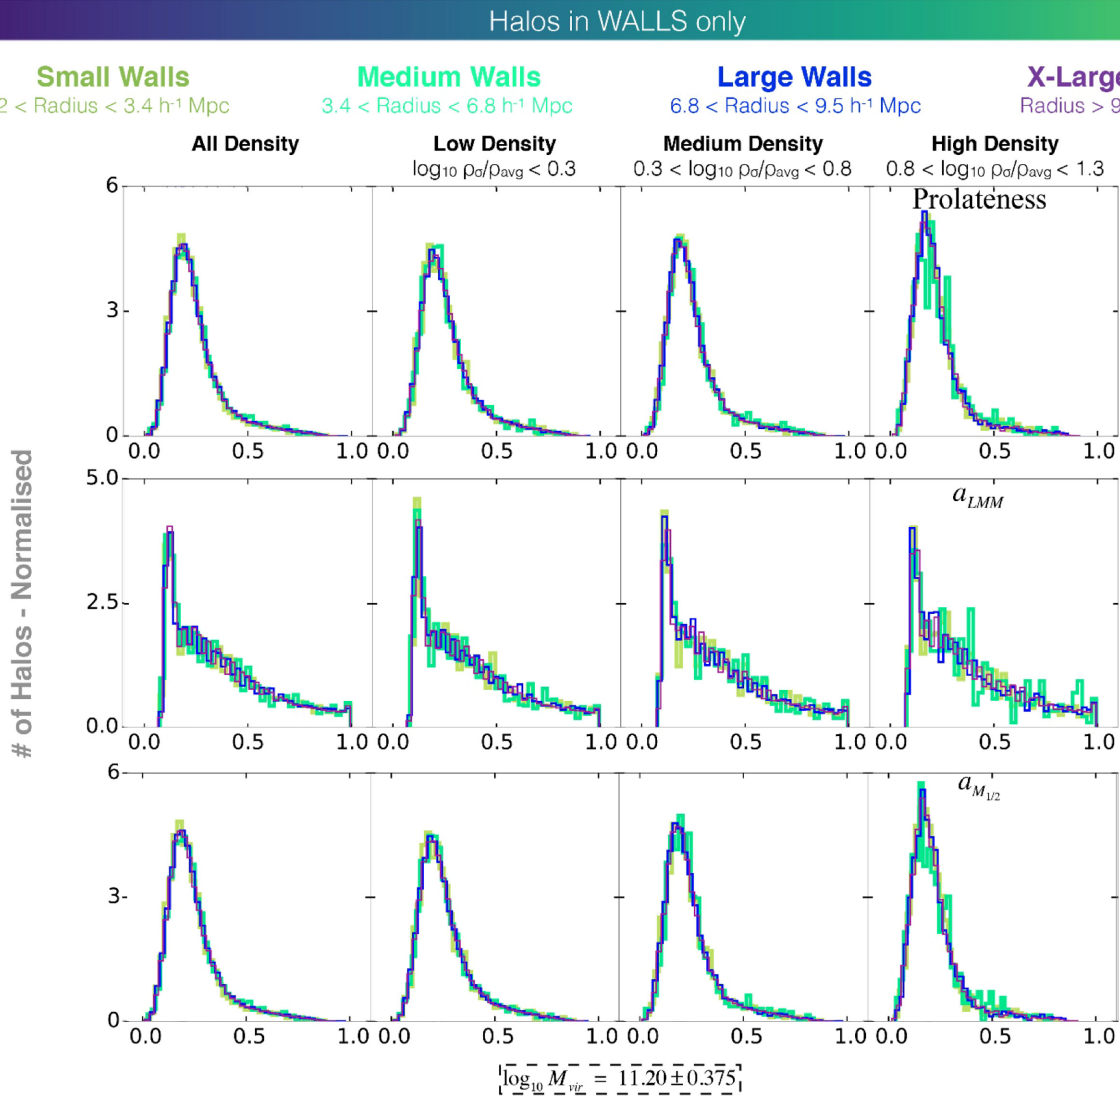 Halos in WALLS only
Small Walls Medium Walls Large Walls X-Large
2 < Radius < 3.4 h⁻¹ Mpc 3.4 < Radius < 6.8 h⁻¹ Mpc 6.8 < Radius < 9.5 h⁻¹ Mpc Radius > 9
All Density Low Density Medium Density High Density
log₁₀ ρσ/ρavg < 0.3 0.3 < log₁₀ ρσ/ρavg < 0.8 0.8 < log₁₀ ρσ/ρavg < 1.3
Prolateness
6
3
0
0.0 0.5 1.0 0.0 0.5 1.0 0.0 0.5 1.0 0.0 0.5 1.0
# of Halos - Normalised
a_LMM
5.0
2.5
0.0
0.0 0.5 1.0 0.0 0.5 1.0 0.0 0.5 1.0 0.0 0.5 1.0
a_M1/2
6
3
0
0.0 0.5 1.0 0.0 0.5 1.0 0.0 0.5 1.0 0.0 0.5 1.0
log₁₀ M_vir = 11.20 ± 0.375